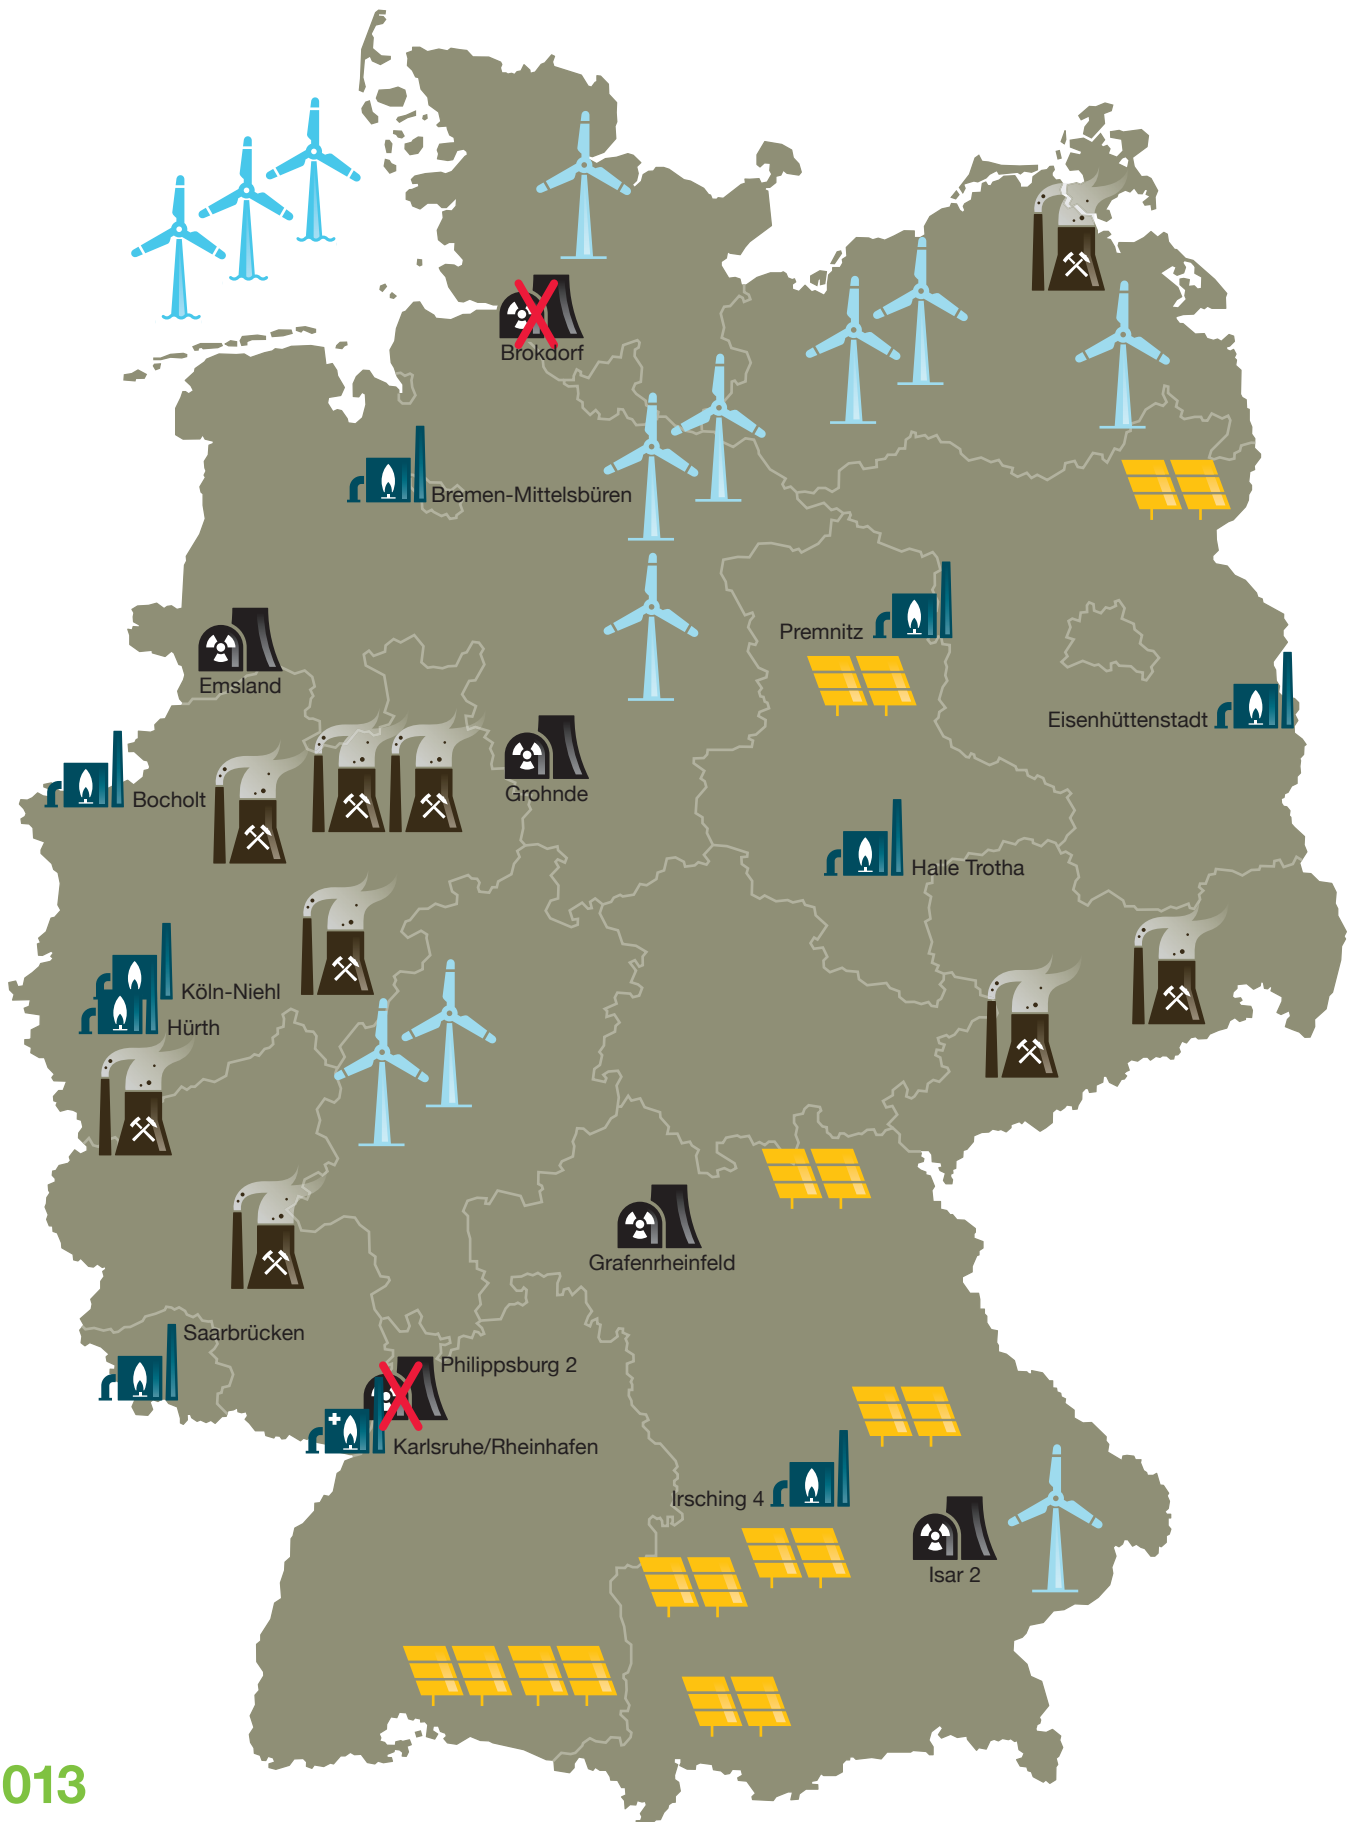 Brokdorf
Bremen-Mittelsbüren
Premnitz
Emsland
Eisenhüttenstadt
Grohnde
Bocholt
Halle Trotha
Köln-Niehl
Hürth
Grafenrheinfeld
Saarbrücken
Philippsburg 2
Karlsruhe/Rheinhafen
Irsching 4
Isar 2
013